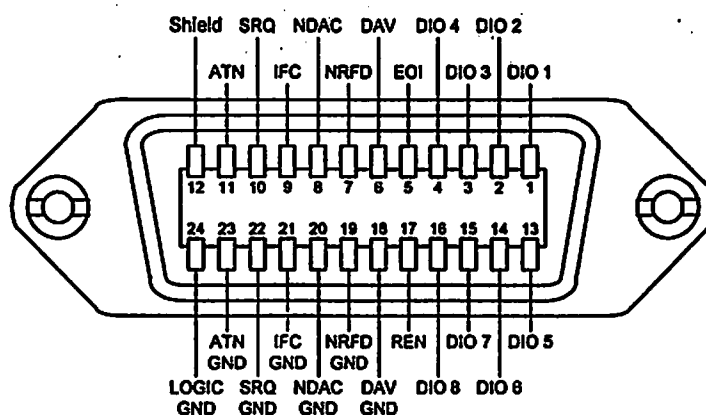 Shield SRQ NDAC DAV DIO 4 DIO 2
ATN IFC NRFD EOI DIO 3 DIO 1
12 11 10 9 8 7 6 5 4 3 2 1
24 23 22 21 20 19 18 17 16 15 14 13
ATN IFC NRFD REN DIO 7 DIO 5
GND GND GND
LOGIC SRQ NDAC DAV DIO 8 DIO 6
GND GND GND GND